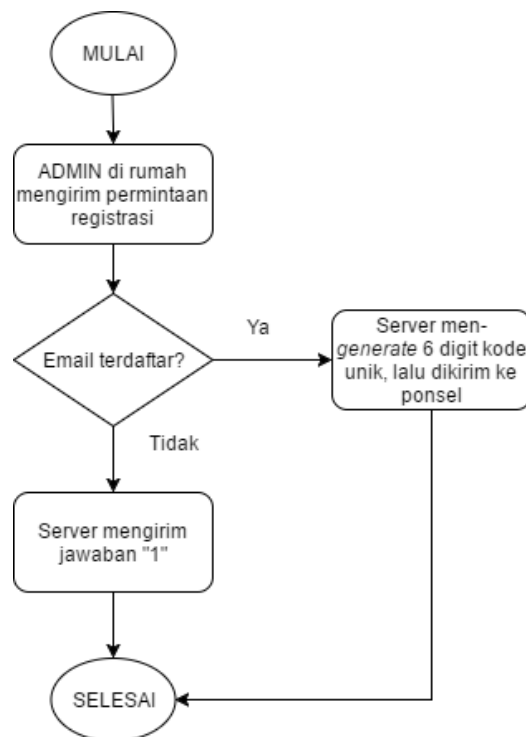 MULAI
ADMIN di rumah
mengirim permintaan
registrasi
Email terdaftar?
Ya
Server men-
generate 6 digit kode
unik, lalu dikirim ke
ponsel
Tidak
Server mengirim
jawaban "1"
SELESAI